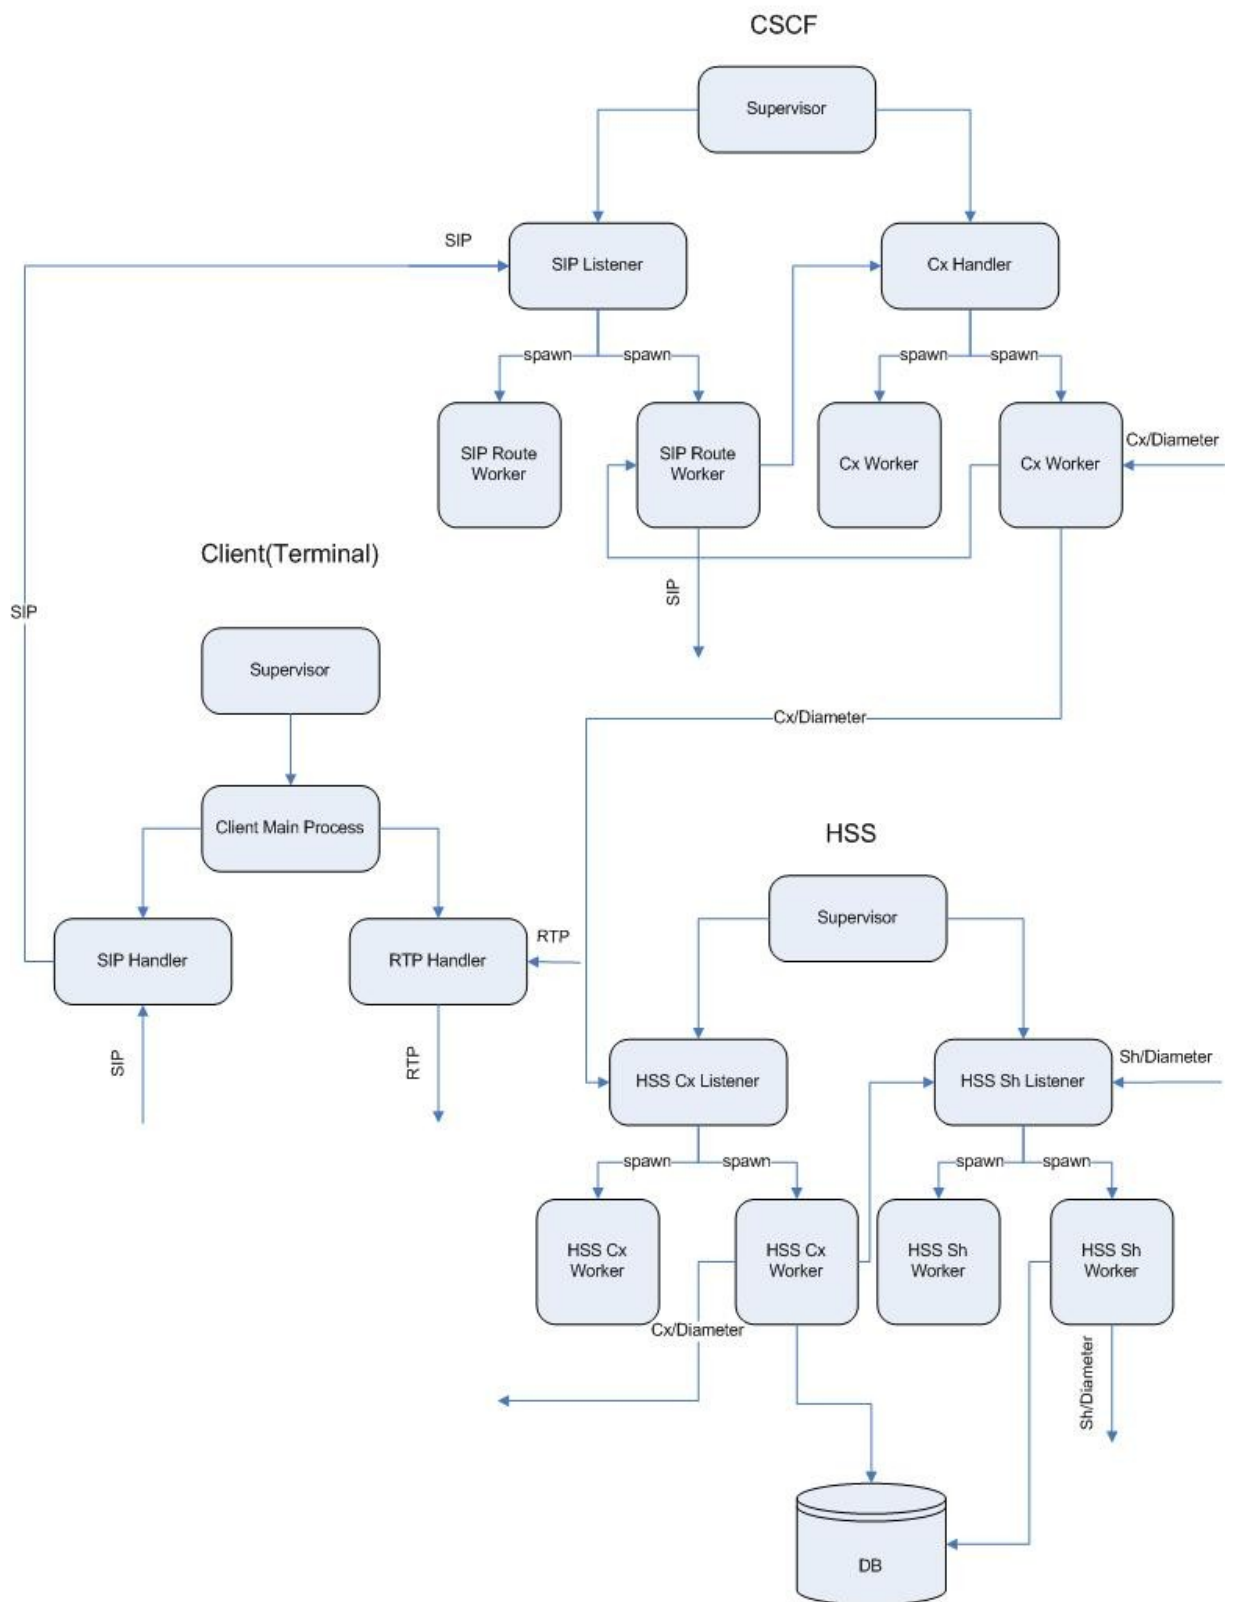 CSCF
Supervisor
SIP
SIP Listener
Cx Handler
spawn
spawn
spawn
spawn
SIP Route
Worker
SIP Route
Worker
Cx Worker
Cx Worker
Cx/Diameter
SIP
Client(Terminal)
SIP
Supervisor
Cx/Diameter
Client Main Process
HSS
Supervisor
SIP Handler
RTP Handler
RTP
SIP
RTP
HSS Cx Listener
HSS Sh Listener
Sh/Diameter
spawn
spawn
spawn
spawn
HSS Cx
Worker
HSS Cx
Worker
HSS Sh
Worker
HSS Sh
Worker
Cx/Diameter
Sh/Diameter
DB